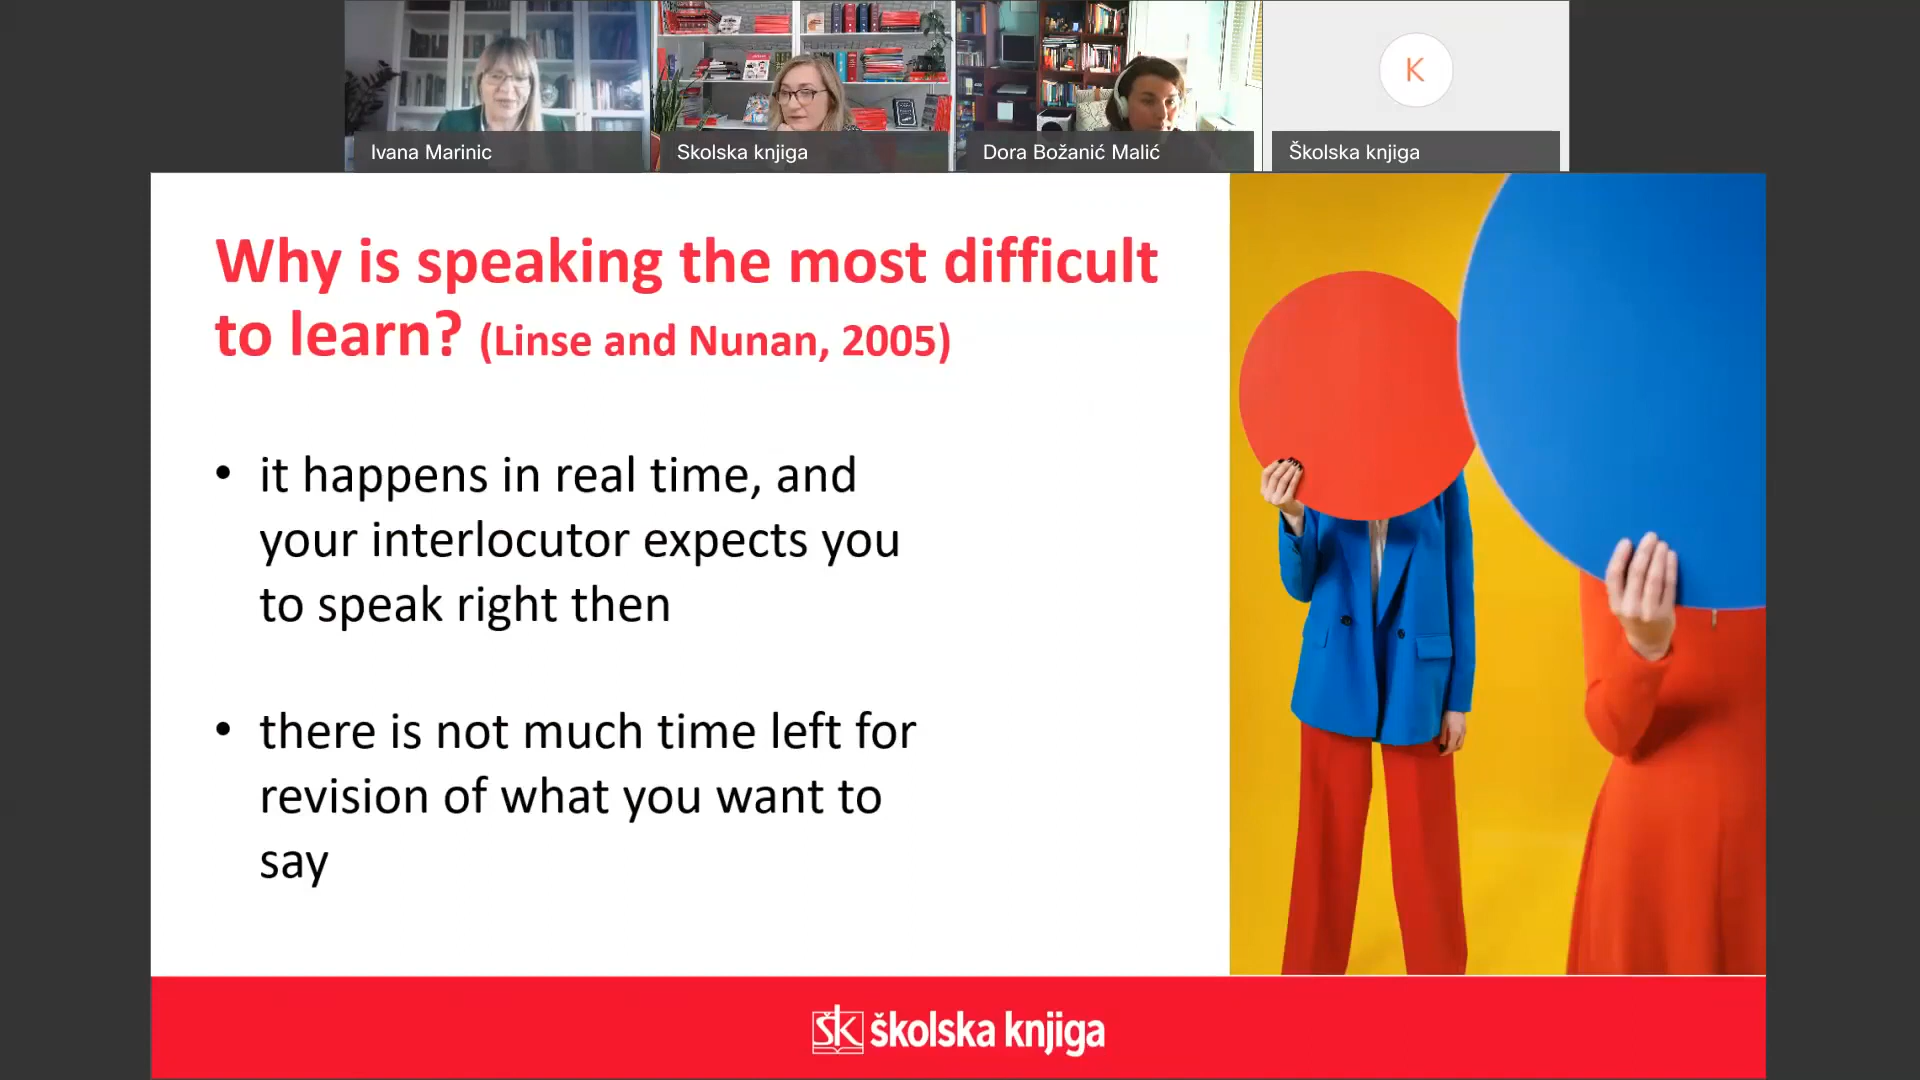 Ivana Marinic
Skolska knjiga
Dora Božanić Malić
K
Školska knjiga
Why is speaking the most difficult
to learn? (Linse and Nunan, 2005)
• it happens in real time, and
your interlocutor expects you
to speak right then
• there is not much time left for
revision of what you want to
say
ŠK školska knjiga